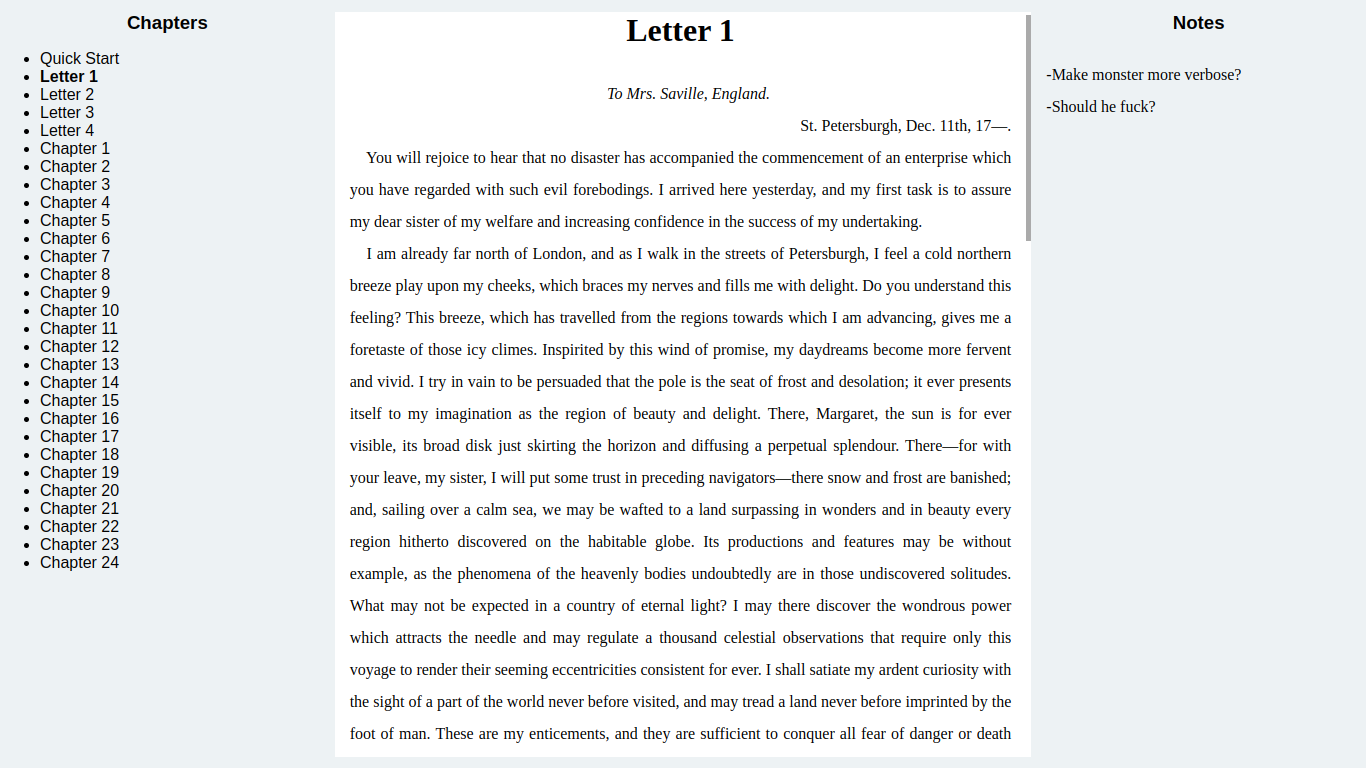 Chapters
Quick Start
Letter 1
Letter 2
Letter 3
Letter 4
Chapter 1
Chapter 2
Chapter 3
Chapter 4
Chapter 5
Chapter 6
Chapter 7
Chapter 8
Chapter 9
Chapter 10
Chapter 11
Chapter 12
Chapter 13
Chapter 14
Chapter 15
Chapter 16
Chapter 17
Chapter 18
Chapter 19
Chapter 20
Chapter 21
Chapter 22
Chapter 23
Chapter 24
Letter 1
To Mrs. Saville, England.
St. Petersburgh, Dec. 11th, 17—.
You will rejoice to hear that no disaster has accompanied the commencement of an enterprise which
you have regarded with such evil forebodings. I arrived here yesterday, and my first task is to assure
my dear sister of my welfare and increasing confidence in the success of my undertaking.
I am already far north of London, and as I walk in the streets of Petersburgh, I feel a cold northern
breeze play upon my cheeks, which braces my nerves and fills me with delight. Do you understand this
feeling? This breeze, which has travelled from the regions towards which I am advancing, gives me a
foretaste of those icy climes. Inspirited by this wind of promise, my daydreams become more fervent
and vivid. I try in vain to be persuaded that the pole is the seat of frost and desolation; it ever presents
itself to my imagination as the region of beauty and delight. There, Margaret, the sun is for ever
visible, its broad disk just skirting the horizon and diffusing a perpetual splendour. There—for with
your leave, my sister, I will put some trust in preceding navigators—there snow and frost are banished;
and, sailing over a calm sea, we may be wafted to a land surpassing in wonders and in beauty every
region hitherto discovered on the habitable globe. Its productions and features may be without
example, as the phenomena of the heavenly bodies undoubtedly are in those undiscovered solitudes.
What may not be expected in a country of eternal light? I may there discover the wondrous power
which attracts the needle and may regulate a thousand celestial observations that require only this
voyage to render their seeming eccentricities consistent for ever. I shall satiate my ardent curiosity with
the sight of a part of the world never before visited, and may tread a land never before imprinted by the
foot of man. These are my enticements, and they are sufficient to conquer all fear of danger or death
Notes
-Make monster more verbose?
-Should he fuck?